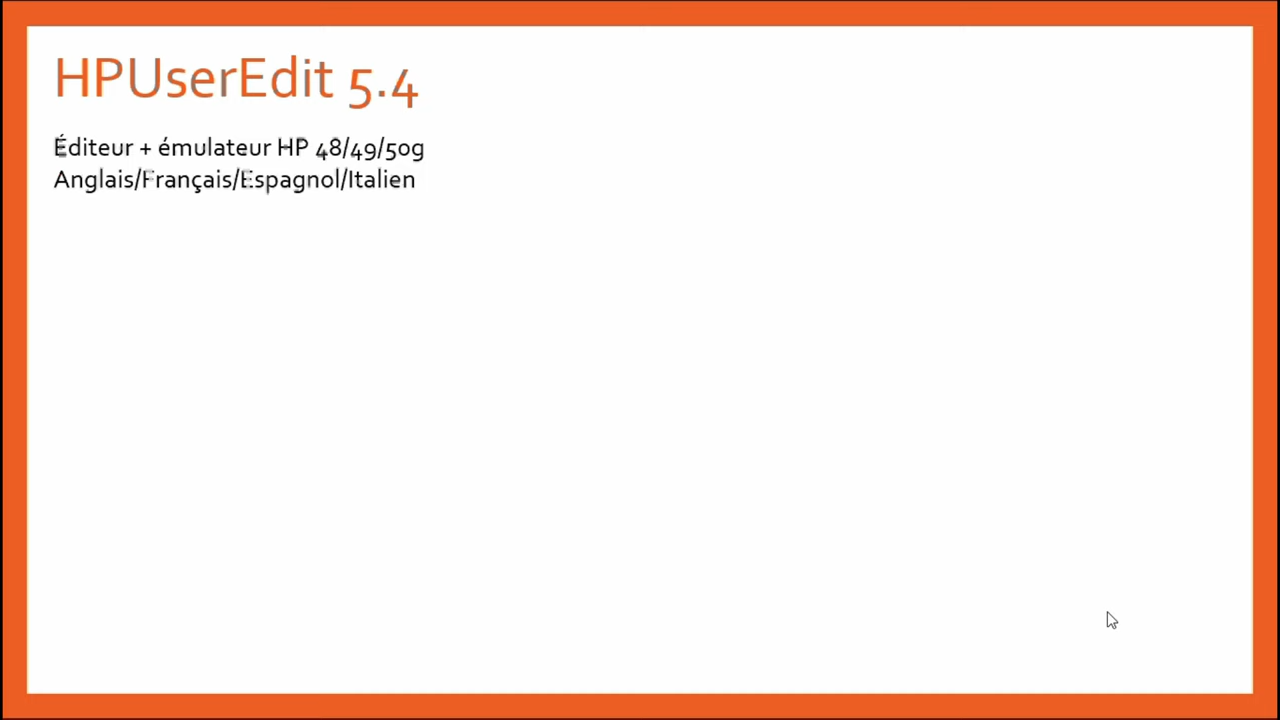 HPUserEdit 5.4
Éditeur + émulateur HP 48/49/50g
Anglais/Français/Espagnol/Italien